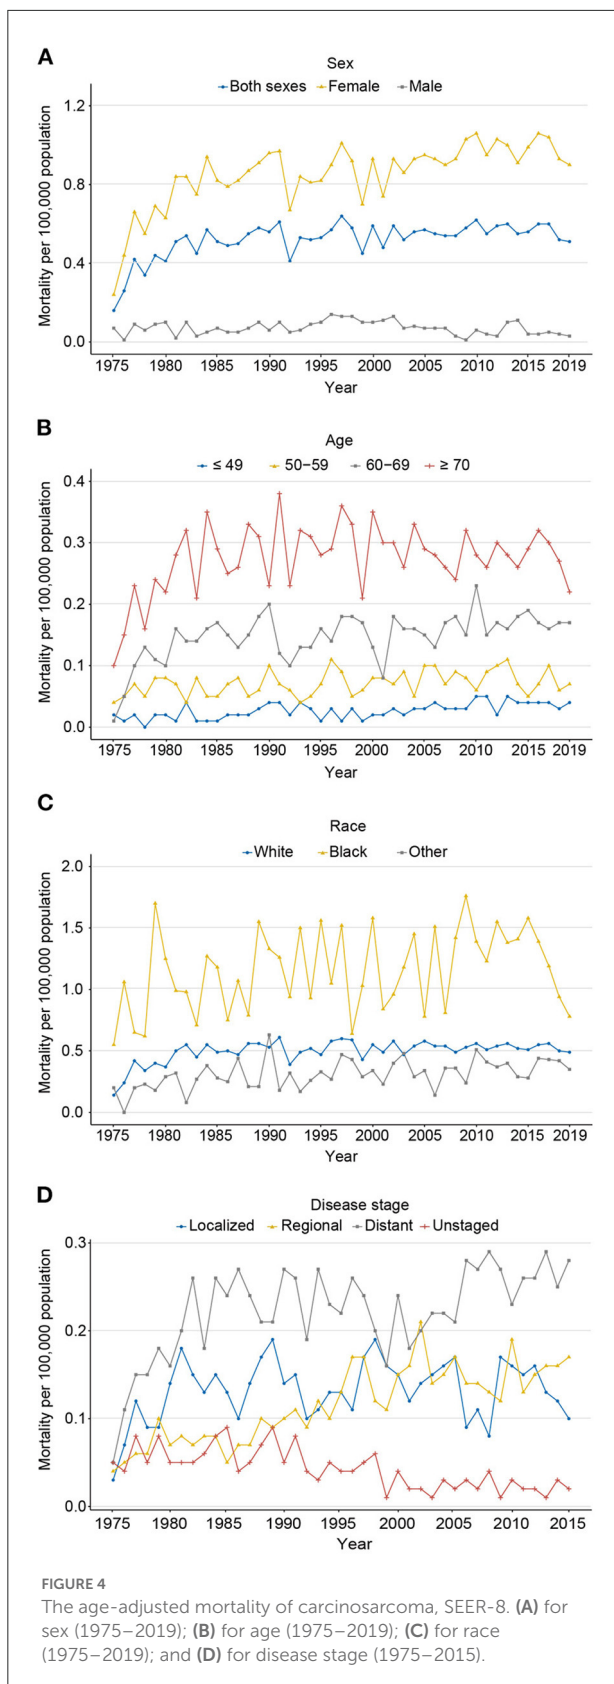 A
Sex
Both sexes Female Male
Mortality per 100,000 population
1.2
0.8
0.4
0.0
1975 1980 1985 1990 1995 2000 2005 2010 2015 2019
Year
B
Age
≤ 49 50–59 60–69 ≥ 70
Mortality per 100,000 population
0.4
0.3
0.2
0.1
0.0
1975 1980 1985 1990 1995 2000 2005 2010 2015 2019
Year
C
Race
White Black Other
Mortality per 100,000 population
2.0
1.5
1.0
0.5
0.0
1975 1980 1985 1990 1995 2000 2005 2010 2015 2019
Year
D
Disease stage
Localized Regional Distant Unstaged
Mortality per 100,000 population
0.3
0.2
0.1
0.0
1975 1980 1985 1990 1995 2000 2005 2010 2015
Year
FIGURE 4
The age-adjusted mortality of carcinosarcoma, SEER-8. (A) for
sex (1975–2019); (B) for age (1975–2019); (C) for race
(1975–2019); and (D) for disease stage (1975–2015).